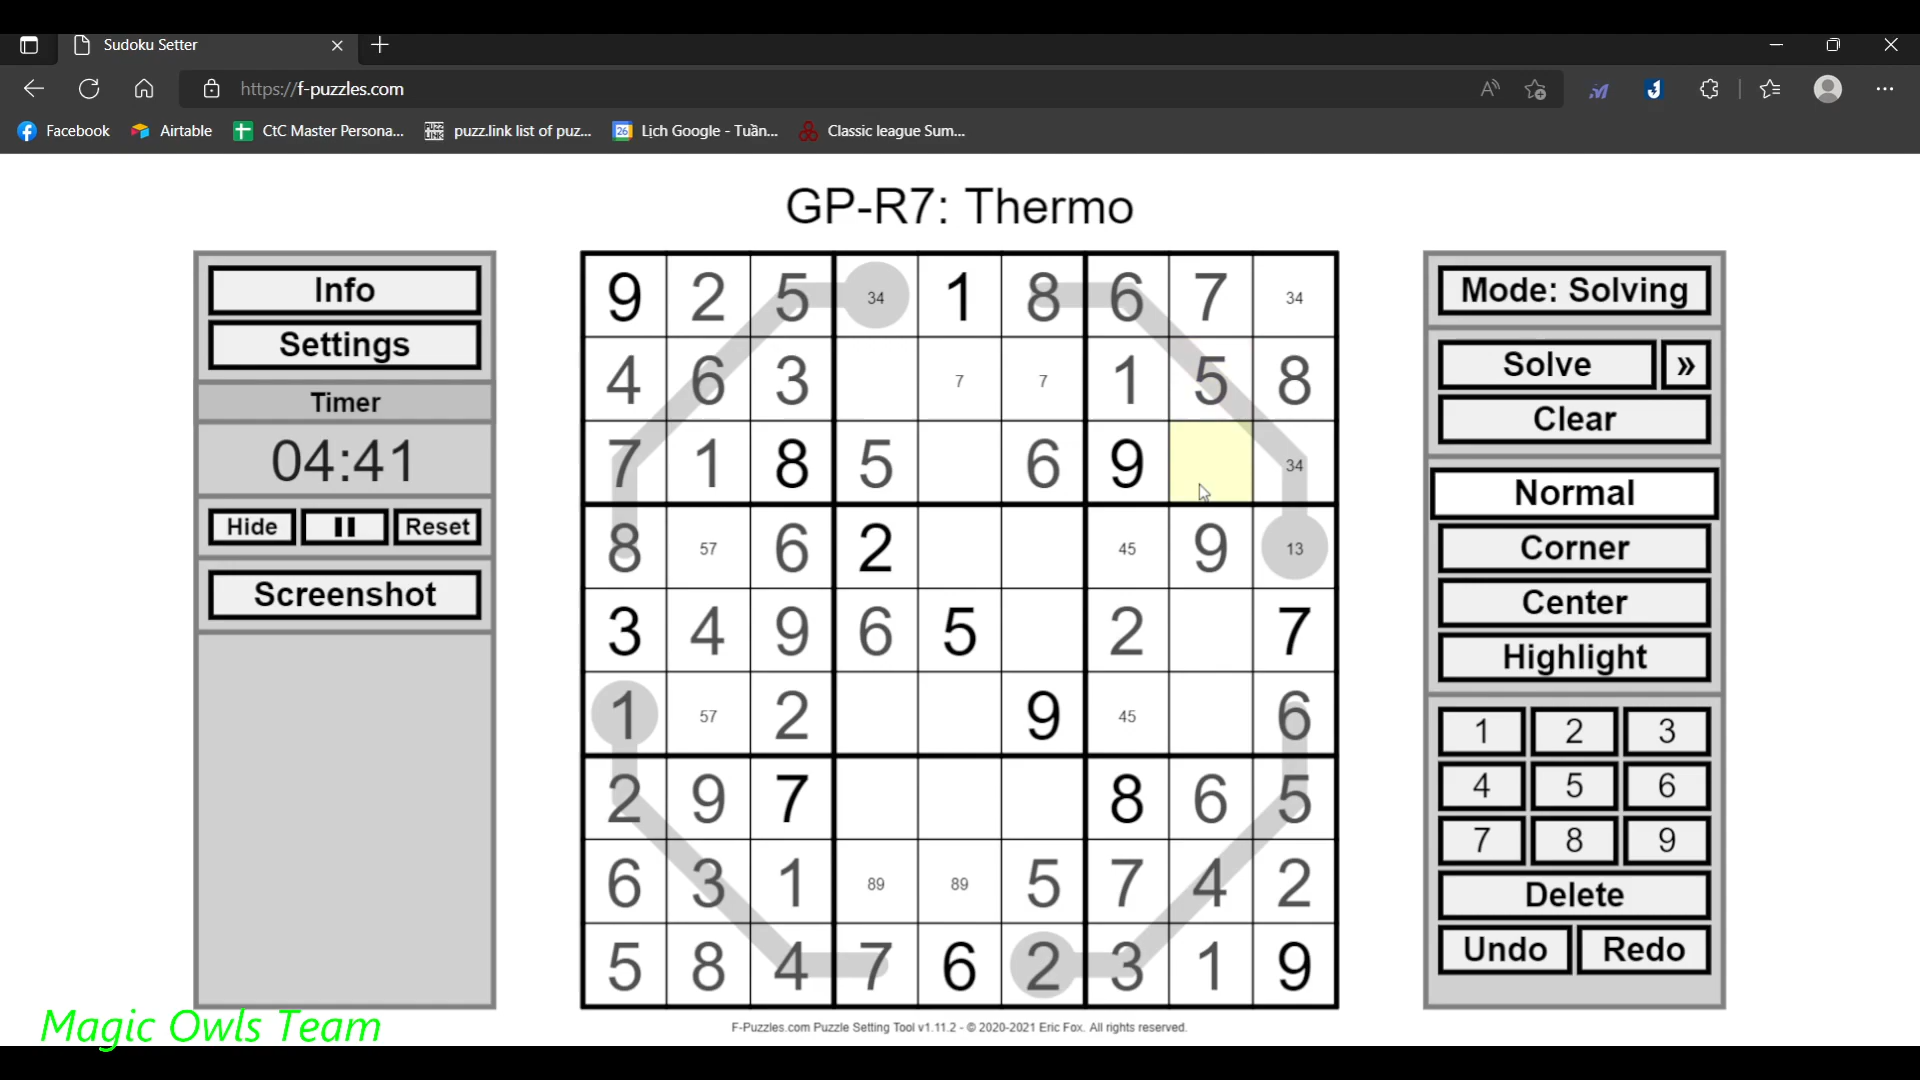 Sudoku Setter
https://f-puzzles.com
Facebook Airtable CtC Master Persona... puzz.link list of puz... 26 Lịch Google - Tuần... Classic league Sum...
GP-R7: Thermo
Info
Settings
Timer
04:41
Hide Reset
Screenshot
9 2 5 34 1 8 6 7 34
4 6 3 7 7 1 5 8
7 1 8 5 6 9 34
8 57 6 2 45 9 13
3 4 9 6 5 2 7
1 57 2 9 45 6
2 9 7 8 6 5
6 3 1 89 89 5 7 4 2
5 8 4 7 6 2 3 1 9
Mode: Solving
Solve »
Clear
Normal
Corner
Center
Highlight
1 2 3
4 5 6
7 8 9
Delete
Undo Redo
F-Puzzles.com Puzzle Setting Tool v1.11.2 - © 2020-2021 Eric Fox. All rights reserved.
Magic Owls Team